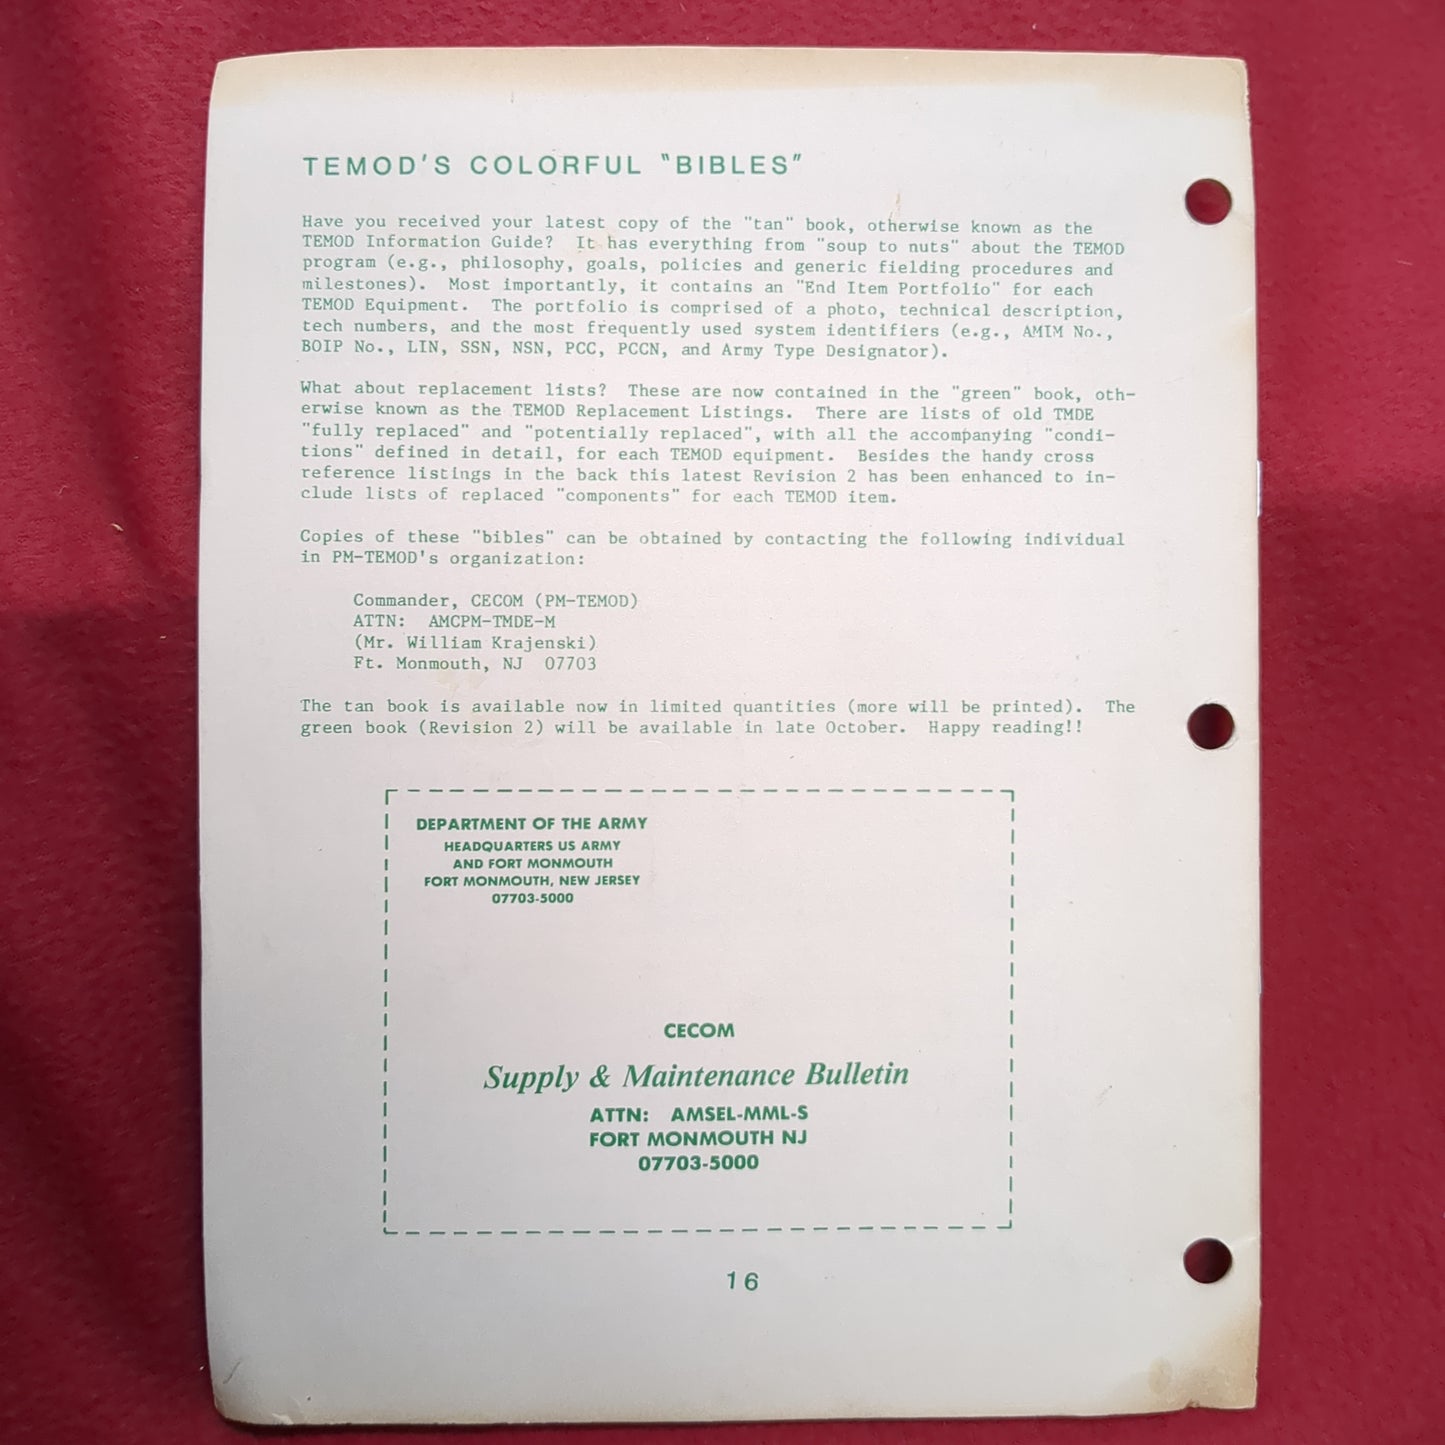 TEMOD'S COLORFUL "BIBLES"
Have you received your latest copy of the "tan" book, otherwise known as the
TEMOD Information Guide?  It has everything from "soup to nuts" about the TEMOD
program (e.g., philosophy, goals, policies and generic fielding procedures and
milestones).  Most importantly, it contains an "End Item Portfolio" for each
TEMOD Equipment.  The portfolio is comprised of a photo, technical description,
tech numbers, and the most frequently used system identifiers (e.g., AMIM No.,
BOIP No., LIN, SSN, NSN, PCC, PCCN, and Army Type Designator).
What about replacement lists?  These are now contained in the "green" book, oth-
erwise known as the TEMOD Replacement Listings.  There are lists of old TMDE
"fully replaced" and "potentially replaced", with all the accompanying "condi-
tions" defined in detail, for each TEMOD equipment.  Besides the handy cross
reference listings in the back this latest Revision 2 has been enhanced to in-
clude lists of replaced "components" for each TEMOD item.
Copies of these "bibles" can be obtained by contacting the following individual
in PM-TEMOD's organization:
Commander, CECOM (PM-TEMOD)
ATTN:  AMCPM-TMDE-M
(Mr. William Krajenski)
Ft. Monmouth, NJ  07703
The tan book is available now in limited quantities (more will be printed).  The
green book (Revision 2) will be available in late October.  Happy reading!!
DEPARTMENT OF THE ARMY
HEADQUARTERS US ARMY
AND FORT MONMOUTH
FORT MONMOUTH, NEW JERSEY
07703-5000
CECOM
Supply & Maintenance Bulletin
ATTN:  AMSEL-MML-S
FORT MONMOUTH NJ
07703-5000
16